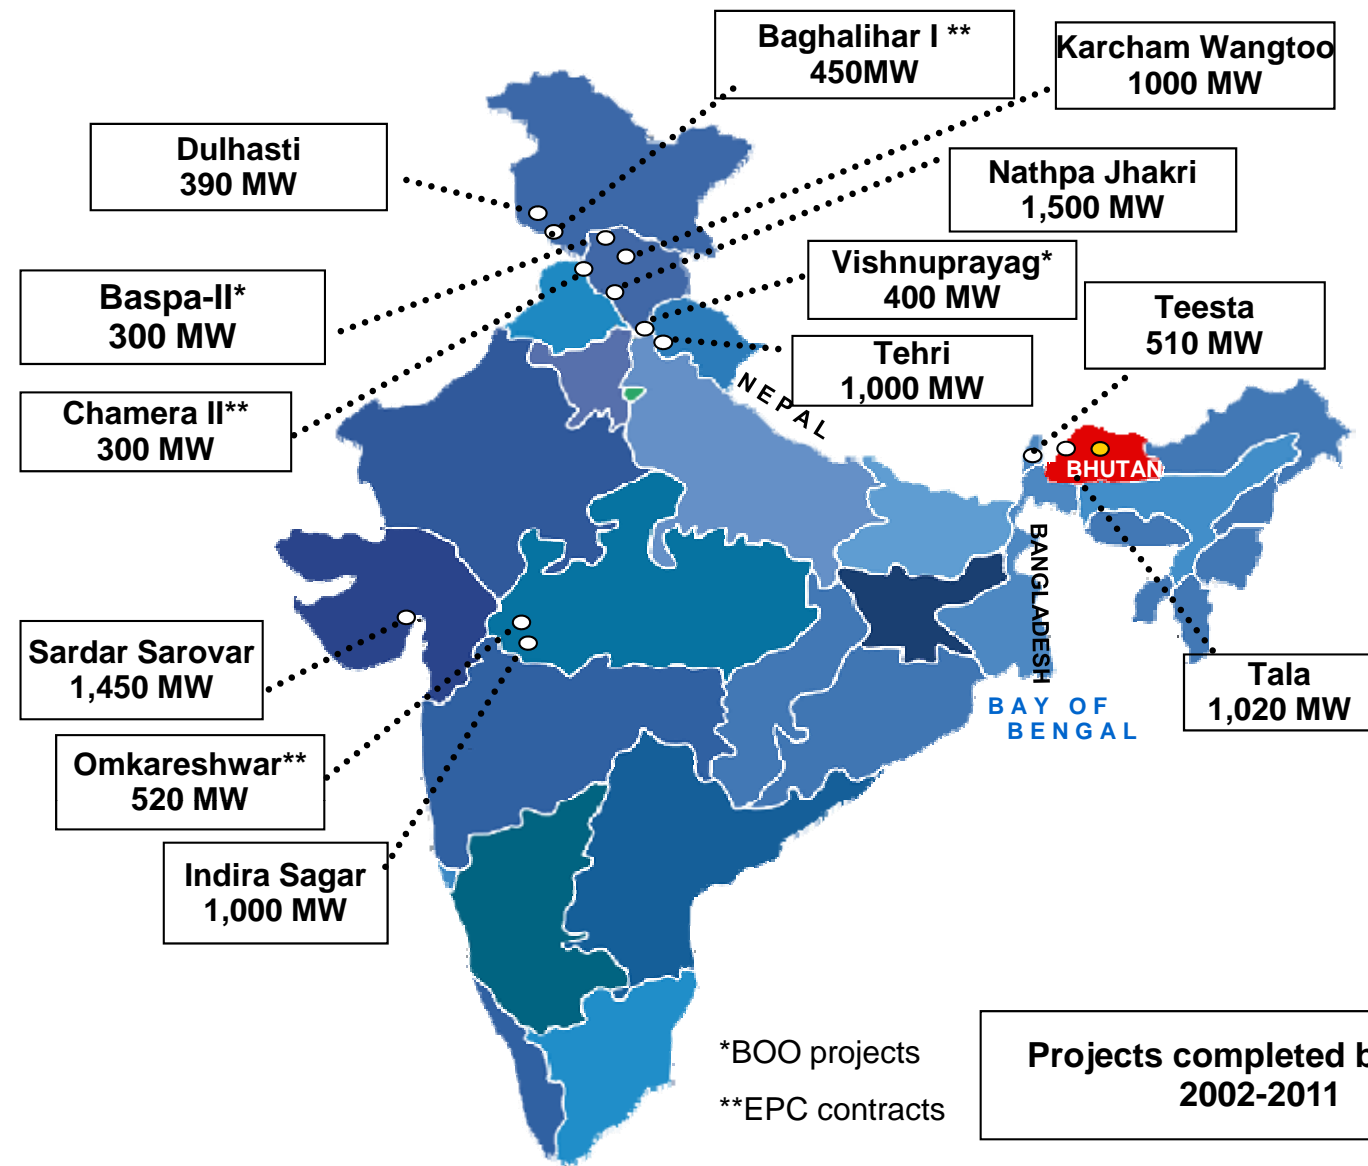 Baghalihar I **
450MW
Karcham Wangtoo
1000 MW
Dulhasti
390 MW
Nathpa Jhakri
1,500 MW
Vishnuprayag*
400 MW
Baspa-II*
300 MW
Teesta
510 MW
Tehri
1,000 MW
Chamera II**
300 MW
NEPAL
BHUTAN
BANGLADESH
Sardar Sarovar
1,450 MW
Tala
1,020 MW
BAY OF
BENGAL
Omkareshwar**
520 MW
Indira Sagar
1,000 MW
*BOO projects
**EPC contracts
Projects completed
2002-2011